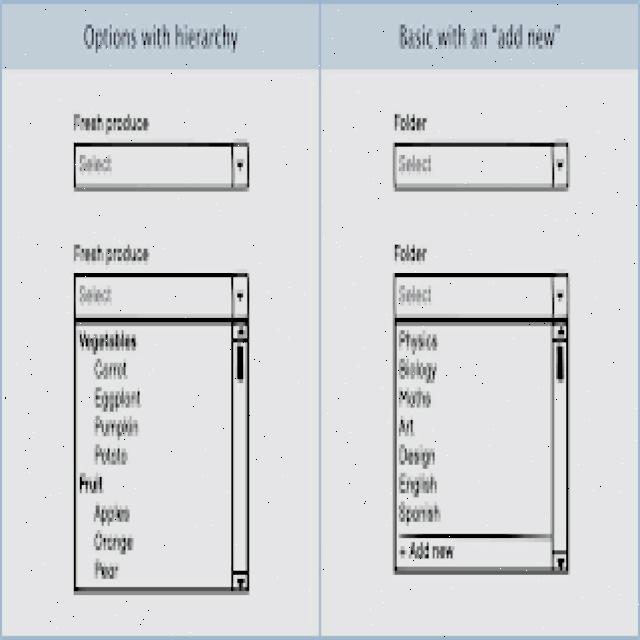 Options with hierarchy
Fresh produce
Select
Fresh produce
Select
Vegetables
Carrot
Eggplant
Pumpkin
Potato
Fruit
Apples
Orange
Pear
Basic with an "add new"
Folder
Select
Folder
Select
Physics
Biology
Maths
Art
Design
English
Spanish
+ Add new